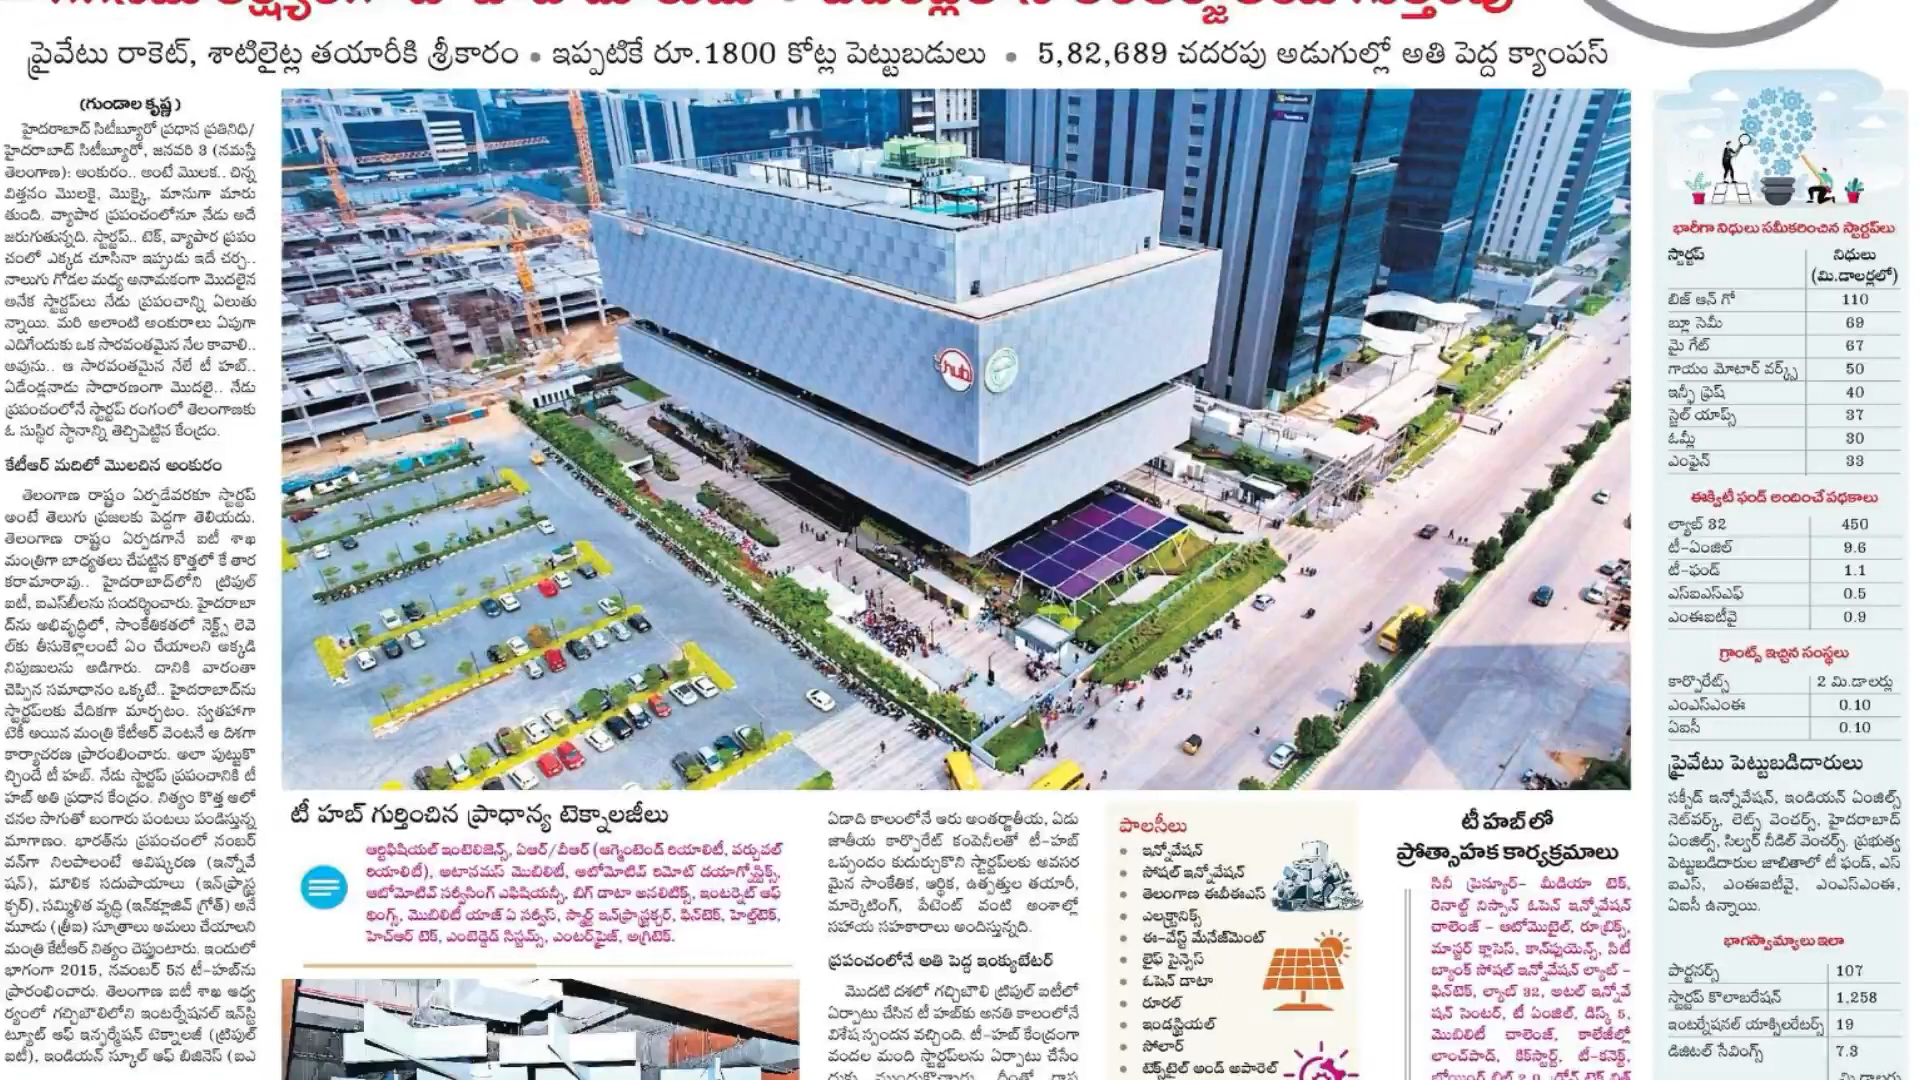 ప్రైవేటు రాకెట్, శాటిలైట్ల తయారీకి శ్రీకారం • ఇప్పటికే రూ.1800 కోట్ల పెట్టుబడులు • 5,82,689 చదరపు అడుగుల్లో అతి పెద్ద క్యాంపస్
(గుండాల కృష్ణ)
హైదరాబాద్ సిటీబ్యూరో ప్రధాన ప్రతినిధి/
హైదరాబాద్ సిటీబ్యూరో, జనవరి 3 (నమస్తే
తెలంగాణ): అంకురం.. అంటే మొలక.. చిన్న
విత్తనం మొలకై, మొక్కై, మానుగా మారు
తుంది. వ్యాపార ప్రపంచంలోనూ నేడు అదే
జరుగుతున్నది. స్టార్టప్.. టెక్, వ్యాపార ప్రపం
చంలో ఎక్కడ చూసినా ఇప్పుడు ఇదే చర్చ..
నాలుగు గోడల మధ్య అనామకంగా మొదలైన
అనేక స్టార్టప్‌లు నేడు ప్రపంచాన్ని ఏలుతు
న్నాయి. మరి అలాంటి అంకురాలు ఏపుగా
ఎదిగేందుకు ఒక సారవంతమైన నేల కావాలి..
అవును.. ఆ సారవంతమైన నేలే టీ హబ్..
ఏడేండ్లనాడు సాధారణంగా మొదలై.. నేడు
ప్రపంచంలోనే స్టార్టప్ రంగంలో తెలంగాణకు
ఓ సుస్థిర స్థానాన్ని తెచ్చిపెట్టిన కేంద్రం.
కేటీఆర్ మదిలో మొలచిన అంకురం
తెలంగాణ రాష్ట్రం ఏర్పడేవరకూ స్టార్టప్
అంటే తెలుగు ప్రజలకు పెద్దగా తెలియదు.
తెలంగాణ రాష్ట్రం ఏర్పడగానే ఐటీ శాఖ
మంత్రిగా బాధ్యతలు చేపట్టిన కొత్తలో కే తార
కరామారావు.. హైదరాబాద్‌లోని ట్రిపుల్
ఐటీ, ఐఎస్‌బీలను సందర్శించారు. హైదరాబా
ద్‌ను అభివృద్ధిలో, సాంకేతికతలో నెక్ట్స్ లెవె
ల్‌కు తీసుకెళ్లాలంటే ఏం చేయాలని అక్కడి
నిపుణులను అడిగారు. దానికి వారంతా
చెప్పిన సమాధానం ఒక్కటే.. హైదరాబాద్‌ను
స్టార్టప్‌లకు వేదికగా మార్చటం. స్వతహాగా
టెకీ అయిన మంత్రి కేటీఆర్ వెంటనే ఆ దిశగా
కార్యాచరణ ప్రారంభించారు. అలా పుట్టుకొ
చ్చిందే టీ హబ్. నేడు స్టార్టప్ ప్రపంచానికి టీ
హబ్ అతి ప్రధాన కేంద్రం. నిత్యం కొత్త ఆలో
చనల సాగుతో బంగారు పంటలు పండిస్తున్న
మాగాణం. భారత్‌ను ప్రపంచంలో నంబర్
వన్‌గా నిలపాలంటే ఆవిష్కరణ (ఇన్నోవే
షన్), మౌలిక సదుపాయాలు (ఇన్‌ఫ్రాస్ట్ర
క్చర్), సమ్మిళిత వృద్ధి (ఇన్‌క్లూజివ్ గ్రోత్) అనే
మూడు (త్రీఐ) సూత్రాలు అమలు చేయాలని
మంత్రి కేటీఆర్ నిత్యం చెప్తుంటారు. ఇందులో
భాగంగా 2015, నవంబర్ 5న టీ-హబ్‌ను
ప్రారంభించారు. తెలంగాణ ఐటీ శాఖ ఆధ్వ
ర్యంలో గచ్చిబౌలిలోని ఇంటర్నేషనల్ ఇన్‌స్టి
ట్యూట్ ఆఫ్ ఇన్ఫర్మేషన్ టెక్నాలజీ (ట్రిపుల్
ఐటీ), ఇండియన్ స్కూల్ ఆఫ్ బిజినెస్ (ఐఎ
hub
Microsoft
టీ హబ్ గుర్తించిన ప్రాధాన్య టెక్నాలజీలు
ఆర్టిఫిషియల్ ఇంటెలిజెన్స్, ఏఆర్/వీఆర్ (ఆగ్మెంటెండ్ రియాలిటీ, వర్చువల్
రియాలిటీ), అటానమస్ మొబిలిటీ, ఆటోమోటివ్ రిమోట్ డయాగ్నోస్టిక్స్,
ఆటోమోటివ్ సర్వీసింగ్ ఎఫిషియన్సీ, బిగ్ డాటా అనలిటిక్స్, ఇంటర్నెట్ ఆఫ్
థింగ్స్, మొబిలిటీ యాజ్ ఏ సర్వీస్, స్మార్ట్ ఇన్‌ఫ్రాస్ట్రక్చర్, ఫిన్‌టెక్, హెల్త్‌టెక్,
హెచ్ఆర్ టెక్, ఎంబెడ్డెడ్ సిస్టమ్స్, ఎంటర్‌ప్రైజ్, అగ్రిటెక్.
ఏడాది కాలంలోనే ఆరు అంతర్జాతీయ, ఏడు
జాతీయ కార్పొరేట్ కంపెనీలతో టీ-హబ్
ఒప్పందం కుదుర్చుకొని స్టార్టప్‌లకు అవసర
మైన సాంకేతిక, ఆర్థిక, ఉత్పత్తుల తయారీ,
మార్కెటింగ్, పేటెంట్ వంటి అంశాల్లో
సహాయ సహకారాలు అందిస్తున్నది.
ప్రపంచంలోనే అతి పెద్ద ఇంక్యుబేటర్
మొదటి దశలో గచ్చిబౌలి ట్రిపుల్ ఐటీలో
ఏర్పాటు చేసిన టీ హబ్‌కు అనతి కాలంలోనే
విశేష స్పందన వచ్చింది. టీ-హబ్ కేంద్రంగా
వందల మంది స్టార్టప్‌లను ఏర్పాటు చేసేం
పాలసీలు
• ఇన్నోవేషన్
• సోషల్ ఇన్నోవేషన్
• తెలంగాణ ఈవీఈఎస్
• ఎలక్ట్రానిక్స్
• ఈ-వేస్ట్ మేనేజ్‌మెంట్
• లైఫ్ సైన్సెస్
• ఓపెన్ డాటా
• రూరల్
• ఇండస్ట్రియల్
• సోలార్
• టెక్స్‌టైల్ అండ్ అపారెల్
టీ హబ్‌లో
ప్రోత్సాహక కార్యక్రమాలు
సినీ ప్రెన్యూర్- మీడియా టెక్,
రెనాల్ట్ నిస్సాన్ ఓపెన్ ఇన్నోవేషన్
చాలెంజ్ - ఆటోమొబైల్, రూబ్రిక్స్,
మాస్టర్ క్లాసెస్, కాన్‌ఫ్లుయెన్స్, సిటీ
బ్యాంక్ సోషల్ ఇన్నోవేషన్ ల్యాబ్ -
ఫిన్‌టెక్, ల్యాబ్ 32, అటల్ ఇన్నోవే
షన్ సెంటర్, టీ ఏంజిల్, డిస్క్ 5,
మొబిలిటీ చాలెంజ్, కాలేజీల్లో
లాంచ్‌పాడ్, కిక్‌స్టార్ట్, టీ-కనెక్ట్,
భారీగా నిధులు సమీకరించిన స్టార్టప్‌లు
స్టార్టప్ నిధులు
(మి.డాలర్లలో)
బిజ్ ఆన్ గో 110
బ్లూ సెమీ 69
మై గేట్ 67
గాయం మోటార్ వర్క్స్ 50
ఇన్ఫీ ఫ్రెష్ 40
స్టైల్ యాప్స్ 37
ఓమ్లీ 30
ఎంఫైన్ 33
ఈక్విటీ ఫండ్ అందించే పథకాలు
ల్యాబ్ 32 450
టీ-ఏంజిల్ 9.6
టీ-ఫండ్ 1.1
ఎస్ఐఎస్ఎఫ్ 0.5
ఎంఈఐటీవై 0.9
గ్రాంట్స్ ఇచ్చిన సంస్థలు
కార్పొరేట్స్ 2 మి.డాలర్లు
ఎంఎస్ఎంఈ 0.10
ఏఐసీ 0.10
ప్రైవేటు పెట్టుబడిదారులు
సక్సీడ్ ఇన్నోవేషన్, ఇండియన్ ఏంజిల్స్
నెట్‌వర్క్, లెట్స్ వెంచర్స్, హైదరాబాద్
ఏంజిల్స్, సిల్వర్ నీడిల్ వెంచర్స్. ప్రభుత్వ
పెట్టుబడిదారుల జాబితాలో టీ ఫండ్, ఎస్
ఐఎస్, ఎంఈఐటీవై, ఎంఎస్ఎంఈ,
ఏఐసీ ఉన్నాయి.
భాగస్వామ్యాలు ఇలా
పార్టనర్స్ 107
స్టార్టప్ కొలాబరేషన్ 1,258
ఇంటర్నేషనల్ యాక్సిలరేటర్స్ 19
డిజిటల్ సేవింగ్స్ 7.3